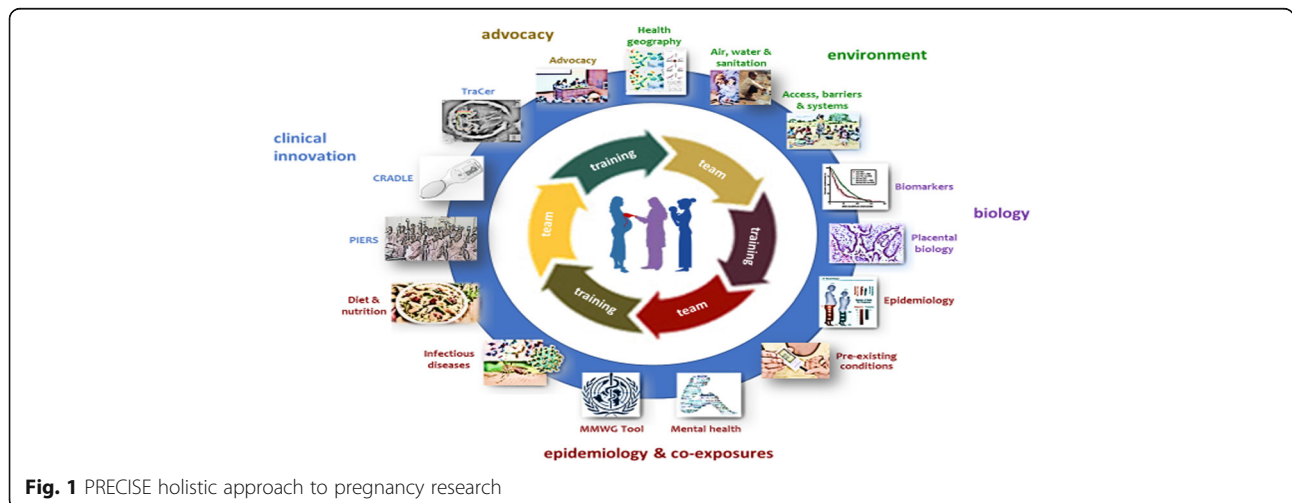 advocacy
Health
geography
Air, water &
sanitation
environment
Advocacy
TraCer
Access, barriers
& systems
clinical
innovation
CRADLE
Biomarkers
biology
PIERS
Placental
biology
Diet &
nutrition
Epidemiology
Infectious
diseases
Pre-existing
conditions
MMWG Tool
Mental health
epidemiology & co-exposures
training
team
training
team
training
team
Fig. 1 PRECISE holistic approach to pregnancy research